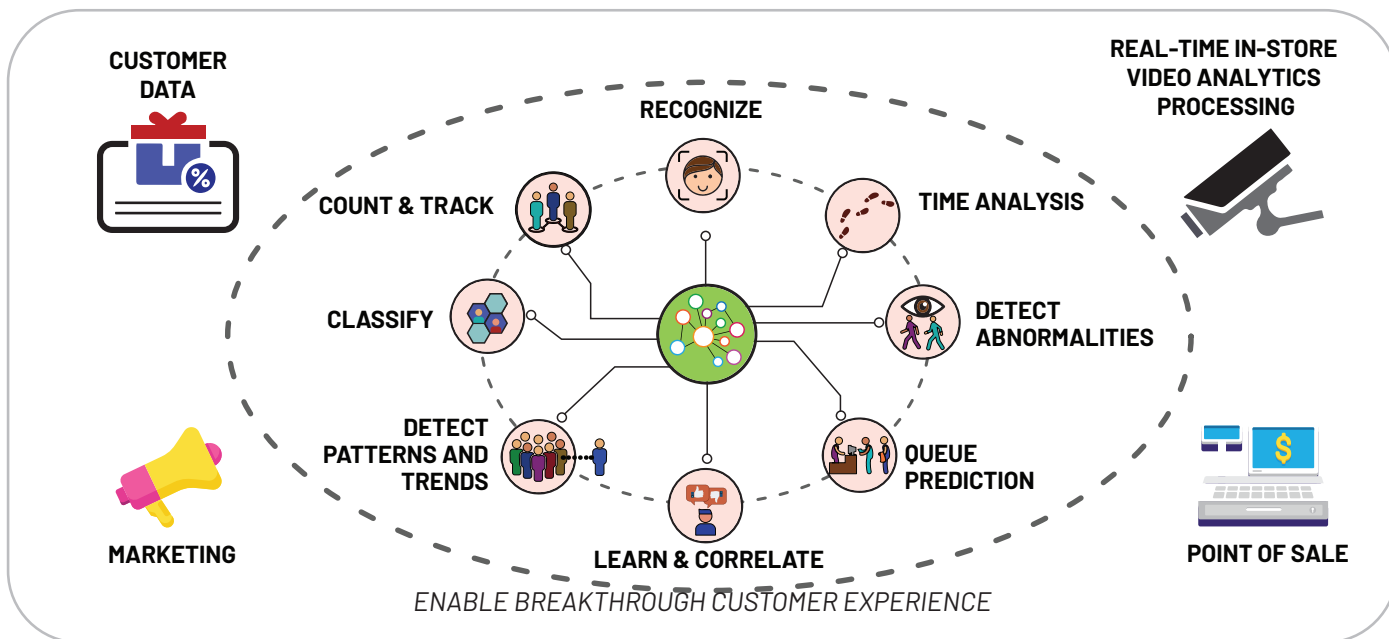 CUSTOMER
DATA
REAL-TIME IN-STORE
VIDEO ANALYTICS
PROCESSING
RECOGNIZE
%
COUNT & TRACK
TIME ANALYSIS
CLASSIFY
DETECT
ABNORMALITIES
DETECT
PATTERNS AND
TRENDS
QUEUE
PREDICTION
$
MARKETING
LEARN & CORRELATE
POINT OF SALE
ENABLE BREAKTHROUGH CUSTOMER EXPERIENCE